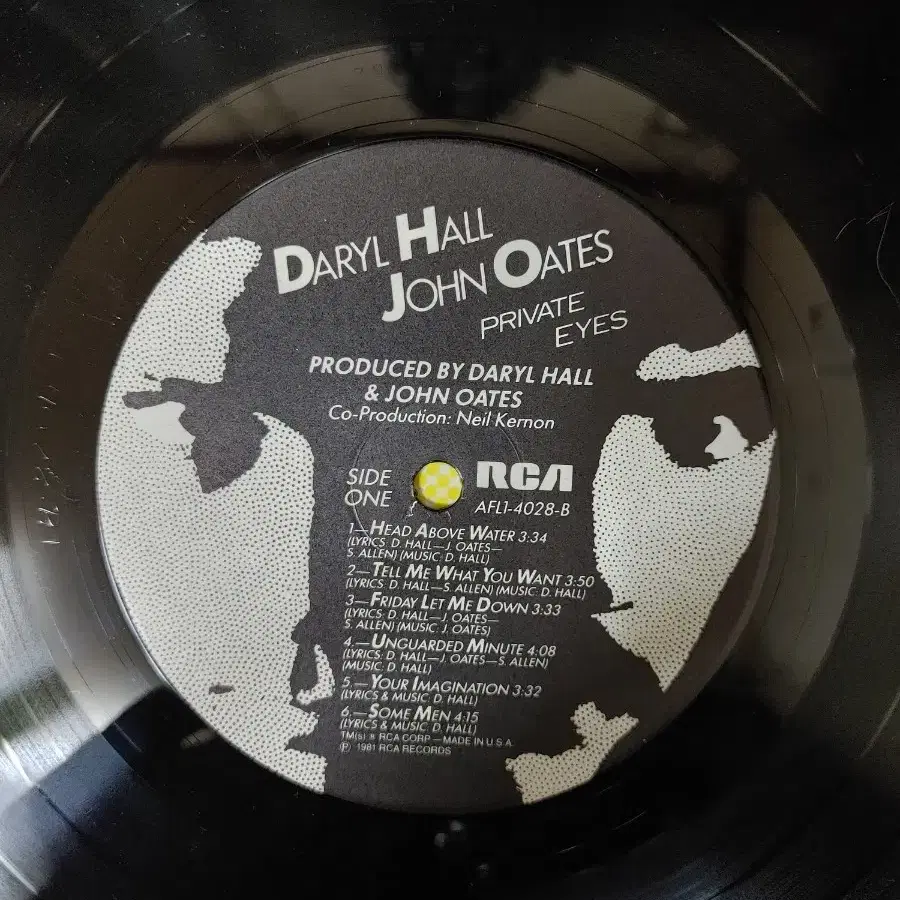 DARYL HALL
JOHN OATES
PRIVATE
EYES
PRODUCED BY DARYL HALL
& JOHN OATES
Co-Production: Neil Kernon
SIDE
ONE
RCA
AFL1-4028-B
1—HEAD ABOVE WATER 3:34
(LYRICS: D. HALL—J. OATES—
S. ALLEN) (MUSIC: D. HALL)
2—TELL ME WHAT YOU WANT 3:50
(LYRICS: D. HALL—S. ALLEN) (MUSIC: D. HALL)
3—FRIDAY LET ME DOWN 3:33
(LYRICS: D. HALL—J. OATES—
S. ALLEN) (MUSIC: J. OATES)
4—UNGUARDED MINUTE 4:08
(LYRICS: D. HALL—J. OATES—S. ALLEN)
(MUSIC: D. HALL)
5—YOUR IMAGINATION 3:32
(LYRICS & MUSIC: D. HALL)
6—SOME MEN 4:15
(LYRICS & MUSIC: D. HALL)
TM(s) ® RCA CORP—MADE IN U.S.A.
℗ 1981 RCA RECORDS